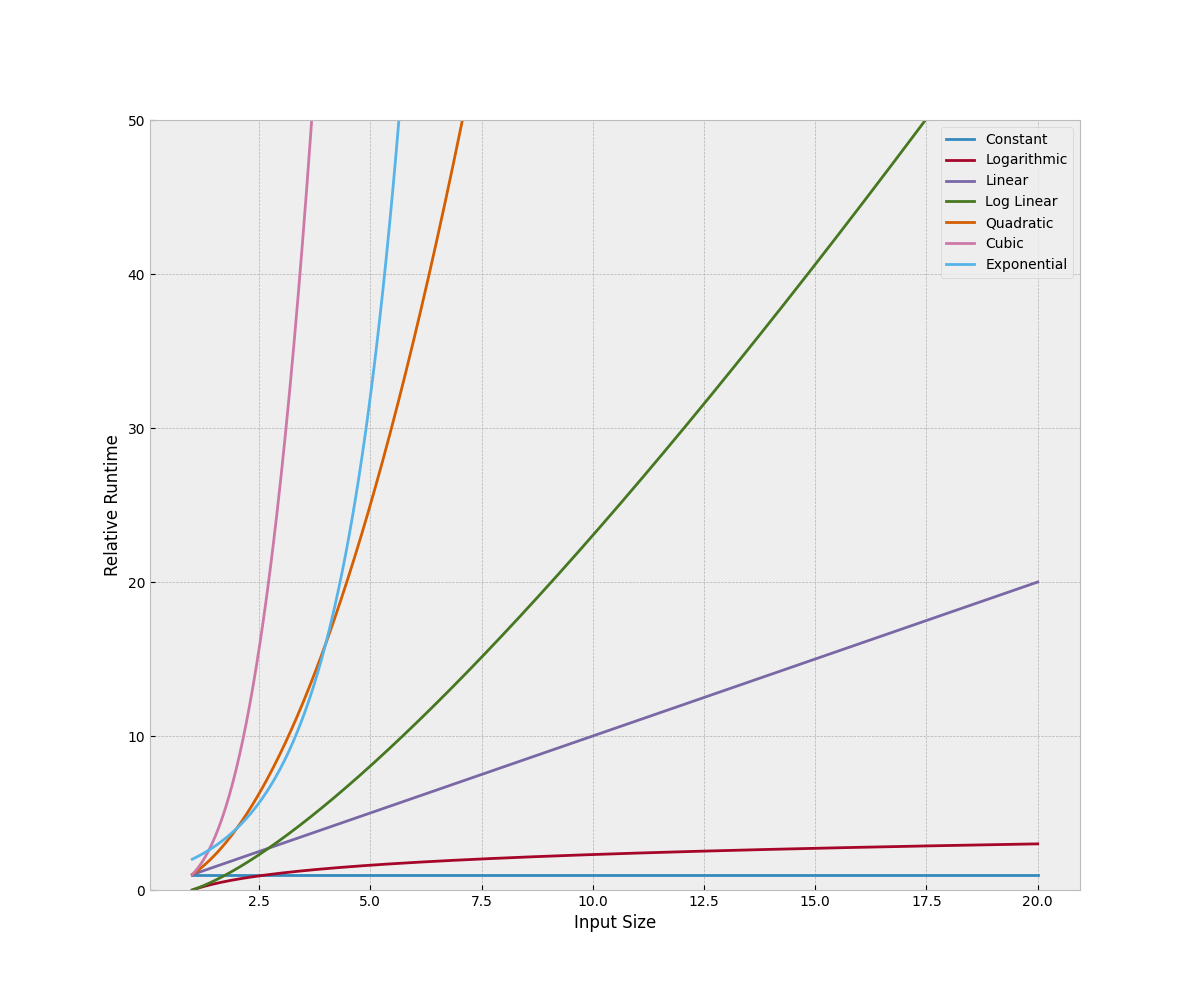 50
40
30
20
10
0
Relative Runtime
2.5 5.0 7.5 10.0 12.5 15.0 17.5 20.0
Input Size
Constant
Logarithmic
Linear
Log Linear
Quadratic
Cubic
Exponential